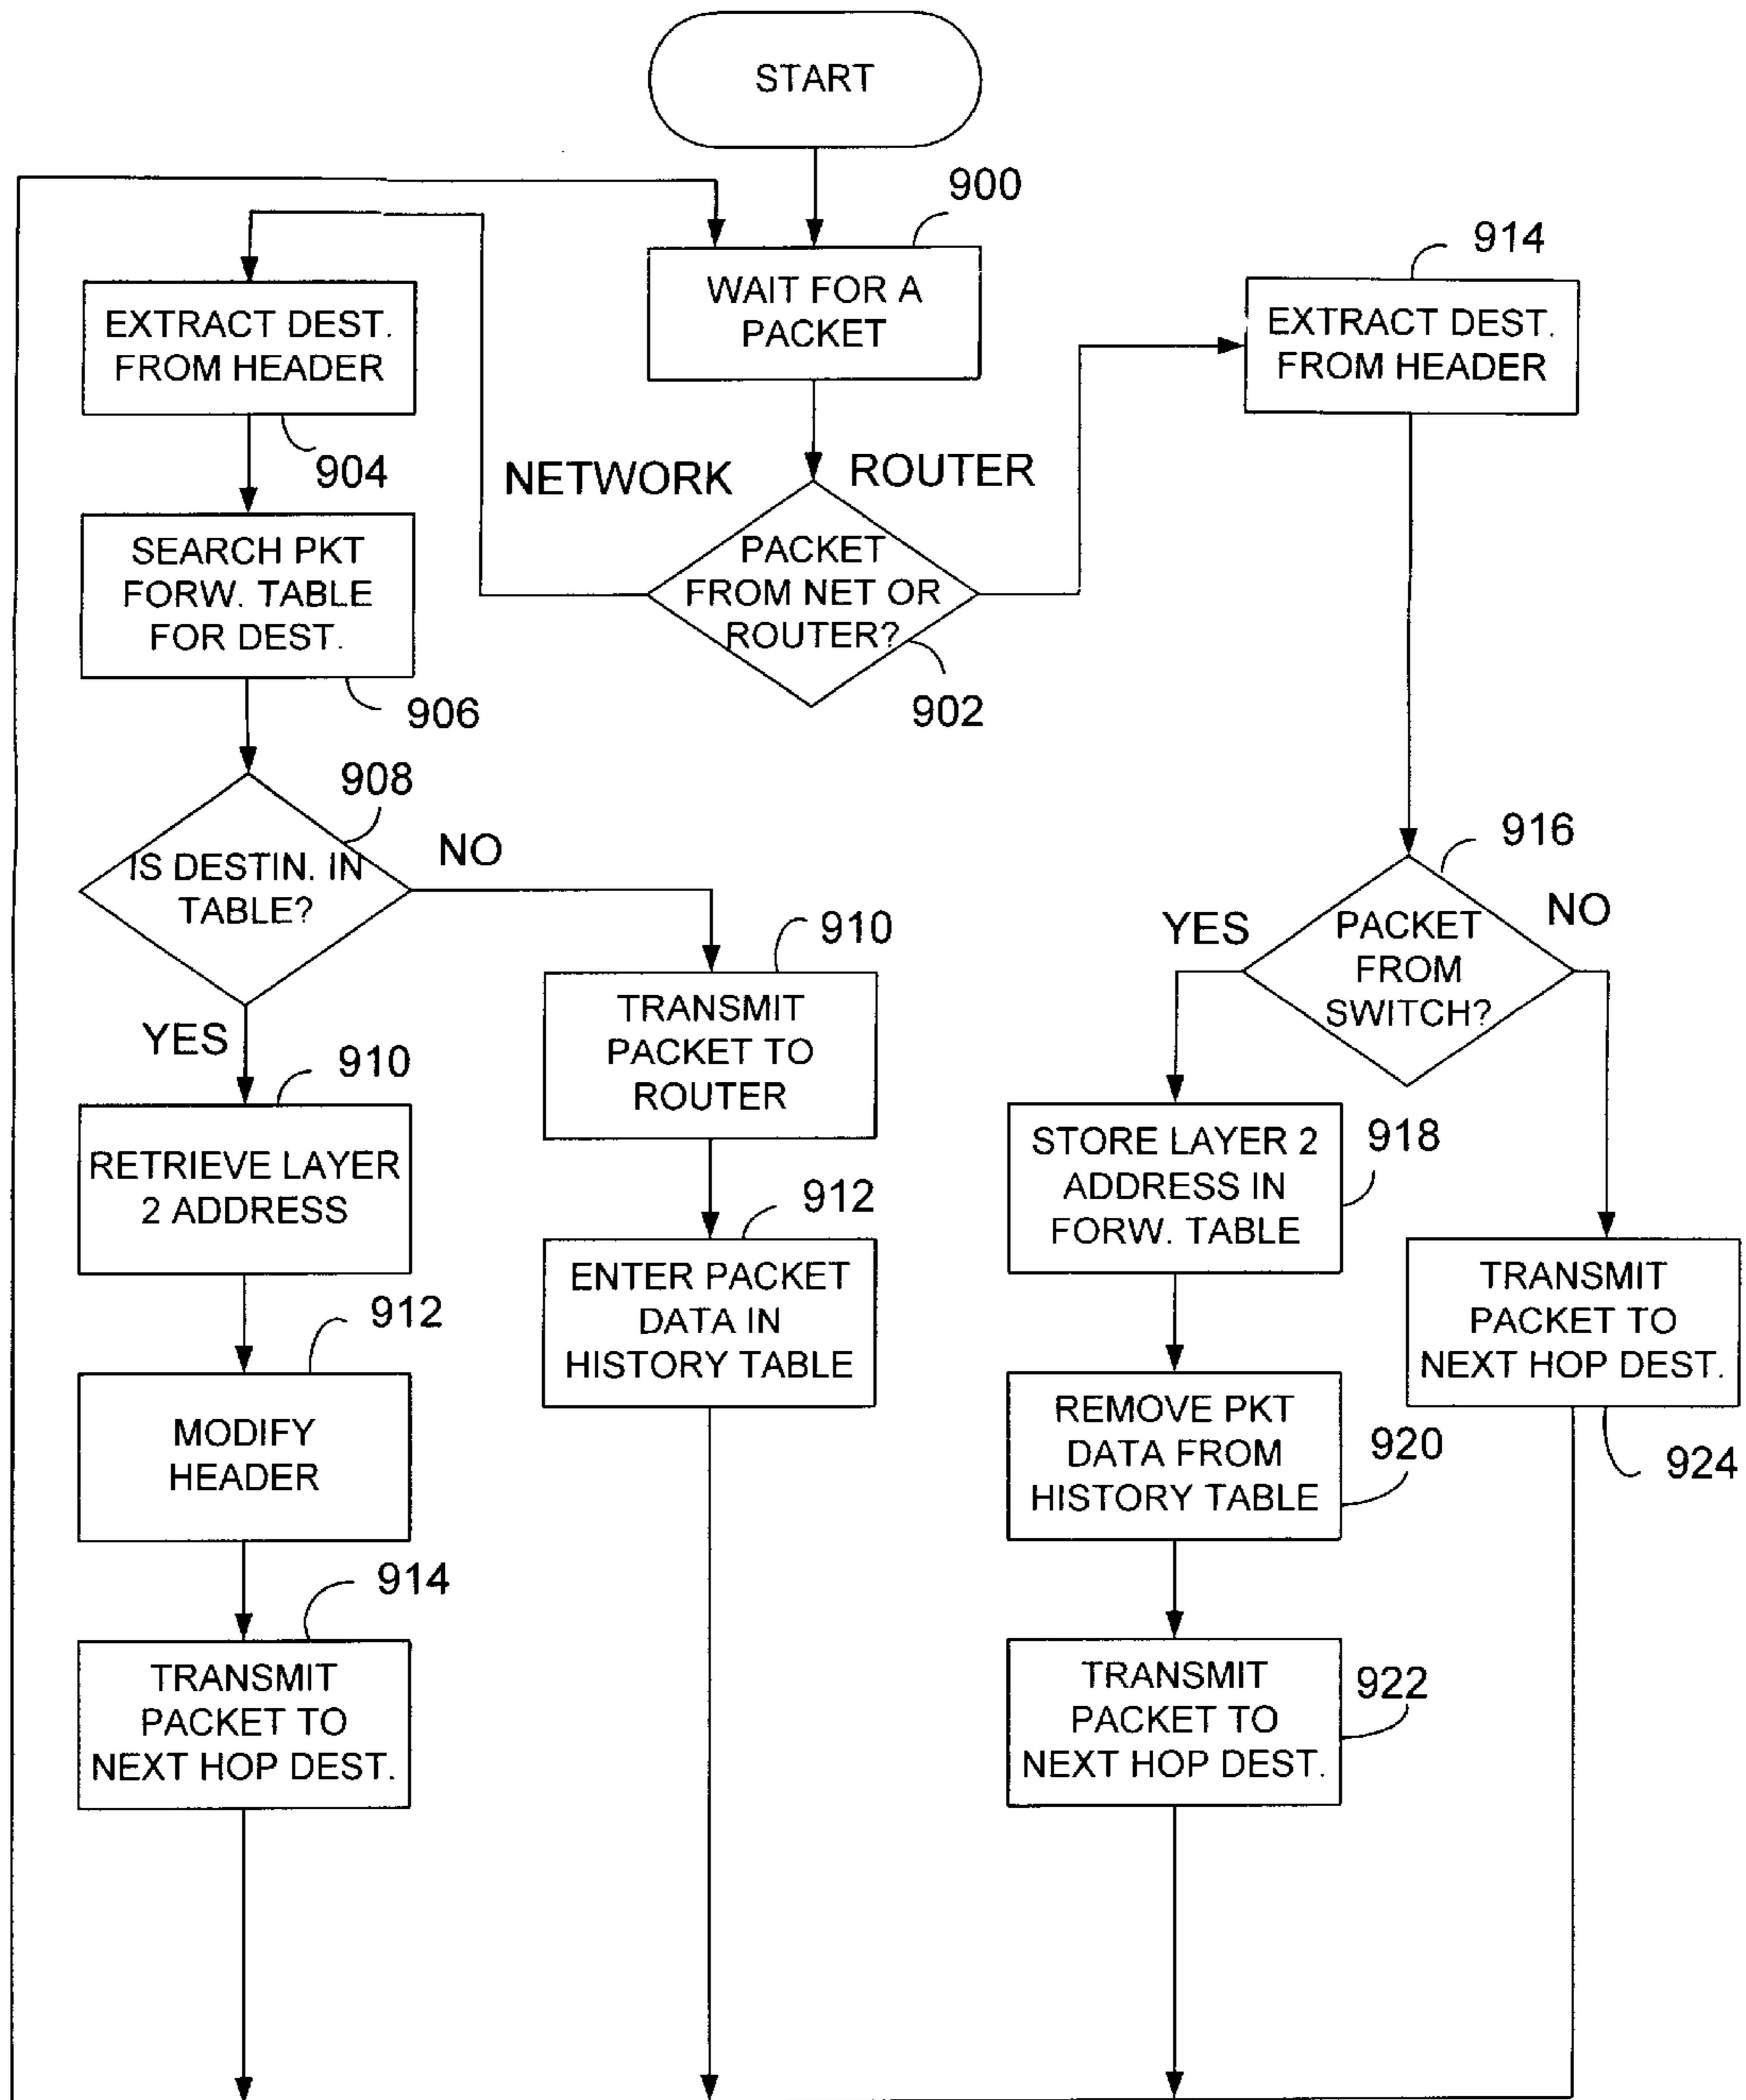 START
900
WAIT FOR A
PACKET
914
EXTRACT DEST.
FROM HEADER
EXTRACT DEST.
FROM HEADER
904
NETWORK
ROUTER
PACKET
FROM NET OR
ROUTER?
902
SEARCH PKT
FORW. TABLE
FOR DEST.
906
908
IS DESTIN. IN
TABLE?
NO
YES
910
TRANSMIT
PACKET TO
ROUTER
916
PACKET
FROM
SWITCH?
YES
NO
910
RETRIEVE LAYER
2 ADDRESS
912
ENTER PACKET
DATA IN
HISTORY TABLE
STORE LAYER 2
ADDRESS IN
FORW. TABLE
918
TRANSMIT
PACKET TO
NEXT HOP DEST.
924
912
MODIFY
HEADER
REMOVE PKT
DATA FROM
HISTORY TABLE
920
914
TRANSMIT
PACKET TO
NEXT HOP DEST.
TRANSMIT
PACKET TO
NEXT HOP DEST.
922